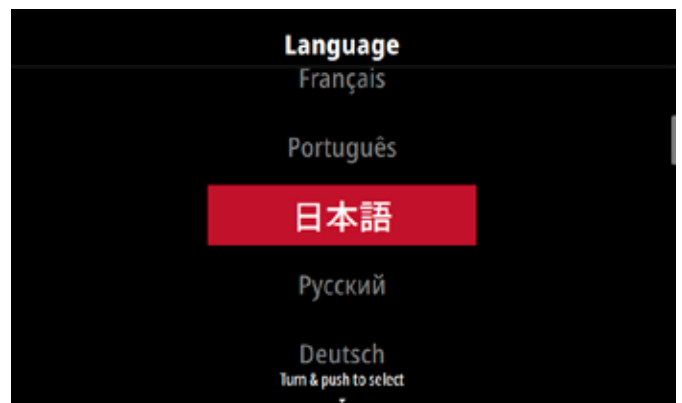 Language
Français
Português
日本語
Русский
Deutsch
Turn & push to select